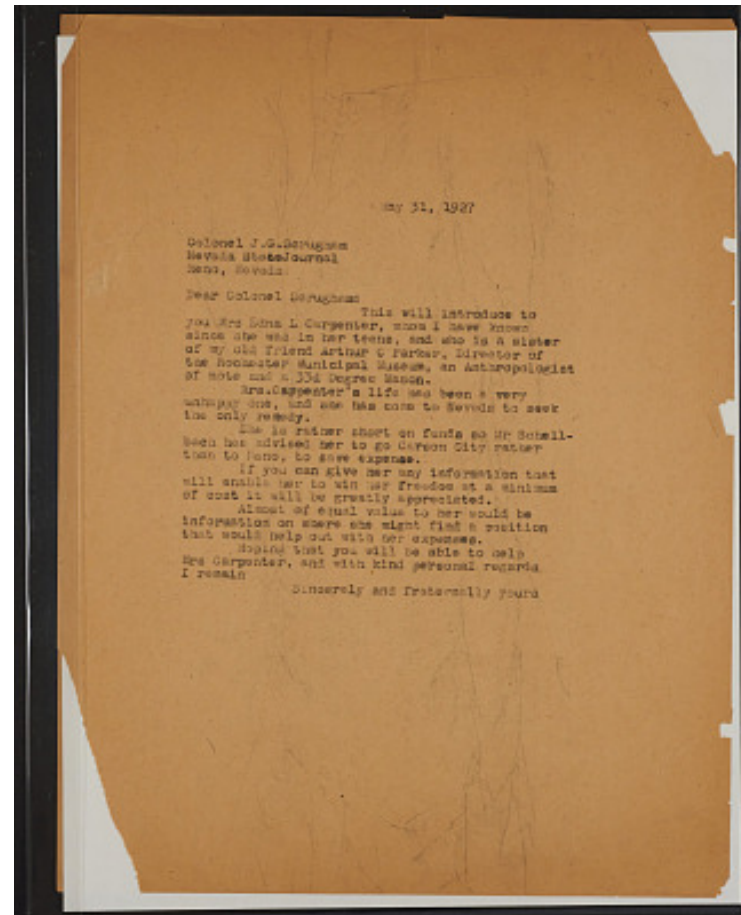 May 31, 1927
Colonel J.G.Scrugham
Nevada StateJournal
Reno, Nevada.
Dear Colonel Scrugham
This will introduce to
you Mrs Edna L Carpenter, whom I have known
since she was in her teens, and who is a sister
of my old friend Arthur C Parker, Director of
the Rochester Municipal Museum, an Anthropologist
of note and a 33d Degree Mason.
Mrs.Carpenter's life has been a very
unhappy one, and she has come to Nevada to seek
the only remedy.
She is rather short on funds so Mr Schell-
bach has advised her to go Carson City rather
than to Reno, to save expense.
If you can give her any information that
will enable her to win her freedom at a minimum
of cost it will be greatly appreciated.
Almost of equal value to her would be
information on where she might find a position
that would help out with her expenses.
Hoping that you will be able to help
Mrs Carpenter, and with kind personal regards
I remain
Sincerely and fraternally yours